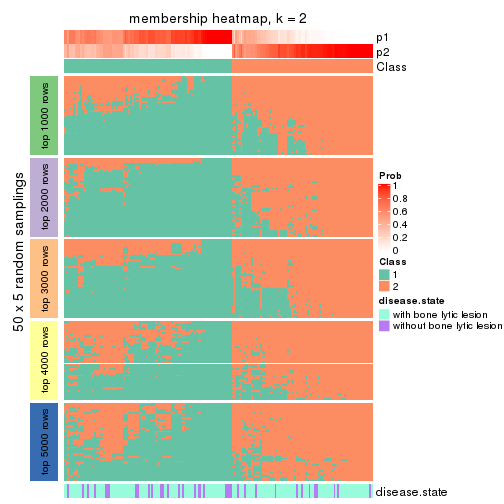 membership heatmap, k = 2
p1
p2
Class
50 x 5 random samplings
top 1000 rows
top 2000 rows
top 3000 rows
top 4000 rows
top 5000 rows
disease.state
Prob
1
0.8
0.6
0.4
0.2
0
Class
1
2
disease.state
with bone lytic lesion
without bone lytic lesion